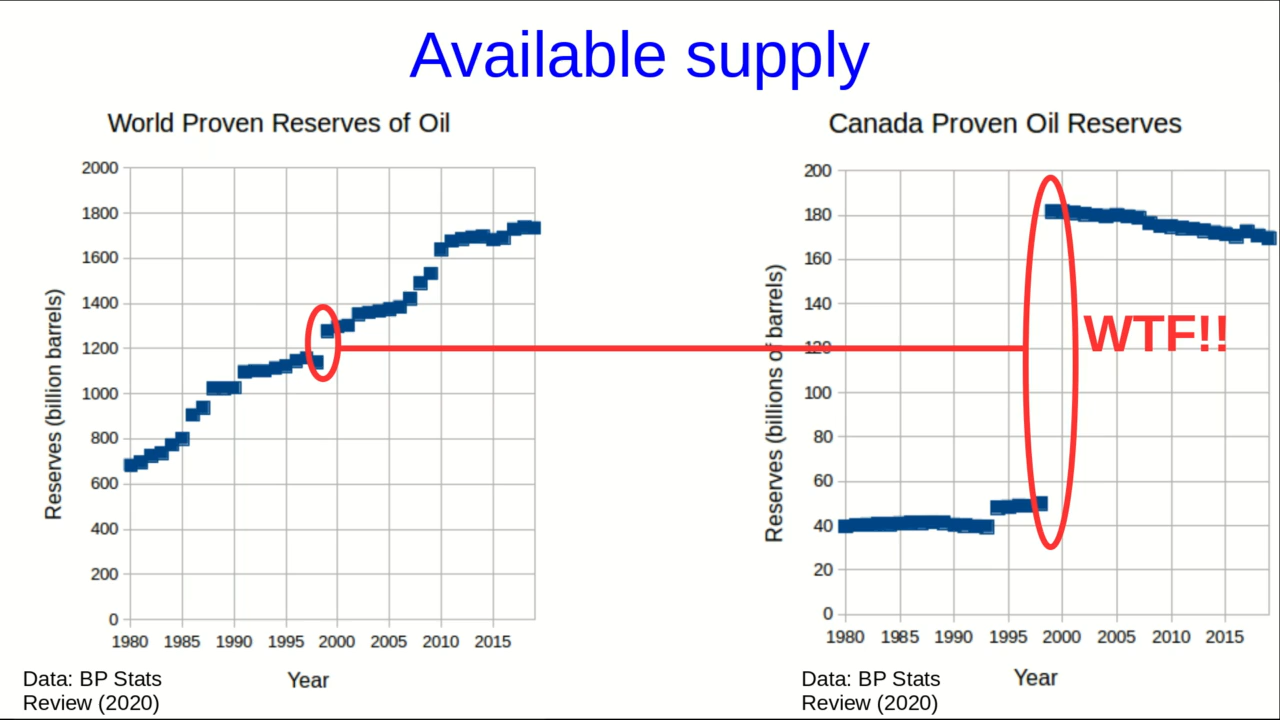 Available supply
World Proven Reserves of Oil
2000
1800
1600
1400
1200
1000
800
600
400
200
0
1980 1985 1990 1995 2000 2005 2010 2015
Reserves (billion barrels)
Year
Data: BP Stats
Review (2020)
Canada Proven Oil Reserves
200
180
160
140
120
100
80
60
40
20
0
1980 1985 1990 1995 2000 2005 2010 2015
Reserves (billions of barrels)
WTF!!
Year
Data: BP Stats
Review (2020)